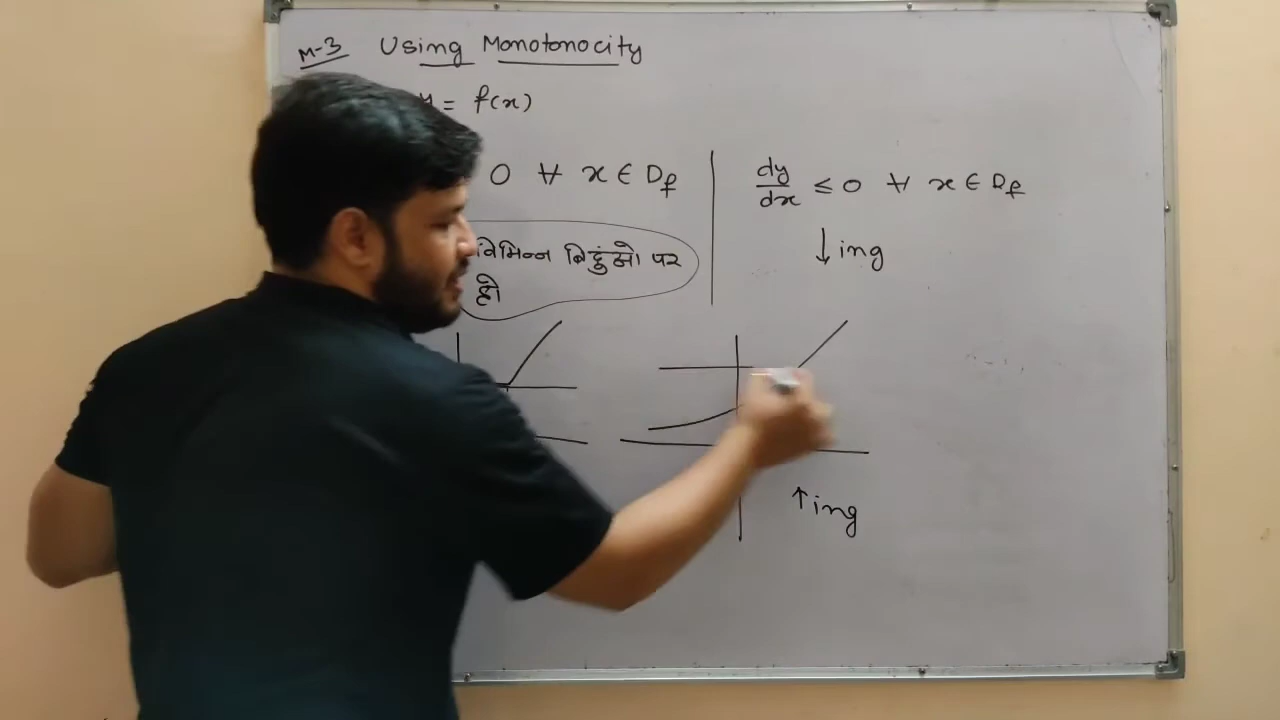 M-3 Using Monotonocity
y = f(x)
0 ∀ x ∈ Df
dy/dx ≤ 0 ∀ x ∈ Df
↓ing
विभिन्न बिंदुओ पर
हो
↑ing